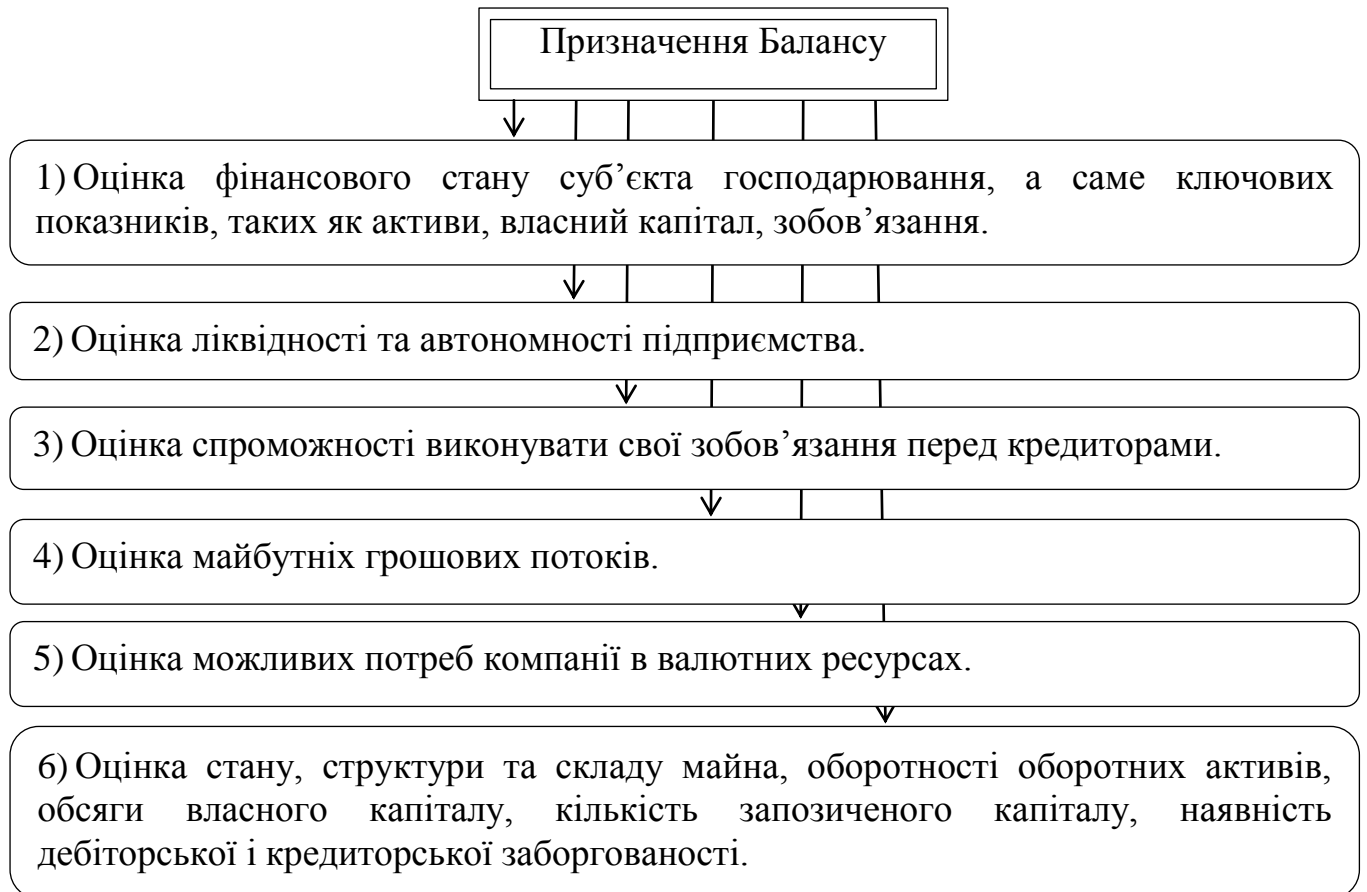 Призначення Балансу
1) Оцінка фінансового стану суб’єкта господарювання, а саме ключових
показників, таких як активи, власний капітал, зобов’язання.
2) Оцінка ліквідності та автономності підприємства.
3) Оцінка спроможності виконувати свої зобов’язання перед кредиторами.
4) Оцінка майбутніх грошових потоків.
5) Оцінка можливих потреб компанії в валютних ресурсах.
6) Оцінка стану, структури та складу майна, оборотності оборотних активів,
обсяги власного капіталу, кількість запозиченого капіталу, наявність
дебіторської і кредиторської заборгованості.